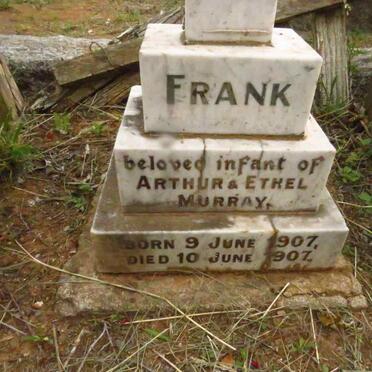 FRANK
beloved infant of
ARTHUR & ETHEL
MURRAY.
BORN 9 JUNE 1907.
DIED 10 JUNE 1907.